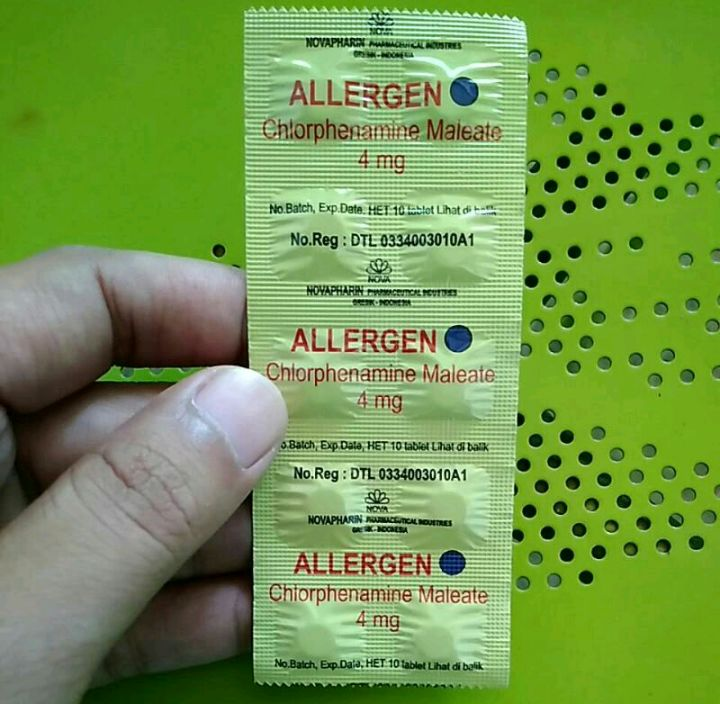 NOVA
NOVAPHARIN PHARMACEUTICAL INDUSTRIES
GRESIK - INDONESIA
ALLERGEN
Chlorphenamine Maleate
4 mg
No.Batch, Exp.Date, HET 10 tablet Lihat di balik
No.Reg : DTL 0334003010A1
NOVA
NOVAPHARIN PHARMACEUTICAL INDUSTRIES
GRESIK - INDONESIA
ALLERGEN
Chlorphenamine Maleate
4 mg
o.Batch, Exp.Date, HET 10 tablet Lihat di balik
No.Reg : DTL 0334003010A1
NOVA
NOVAPHARIN PHARMACEUTICAL INDUSTRIES
GRESIK - INDONESIA
ALLERGEN
Chlorphenamine Maleate
4 mg
No.Batch, Exp.Date, HET 10 tablet Lihat di balik